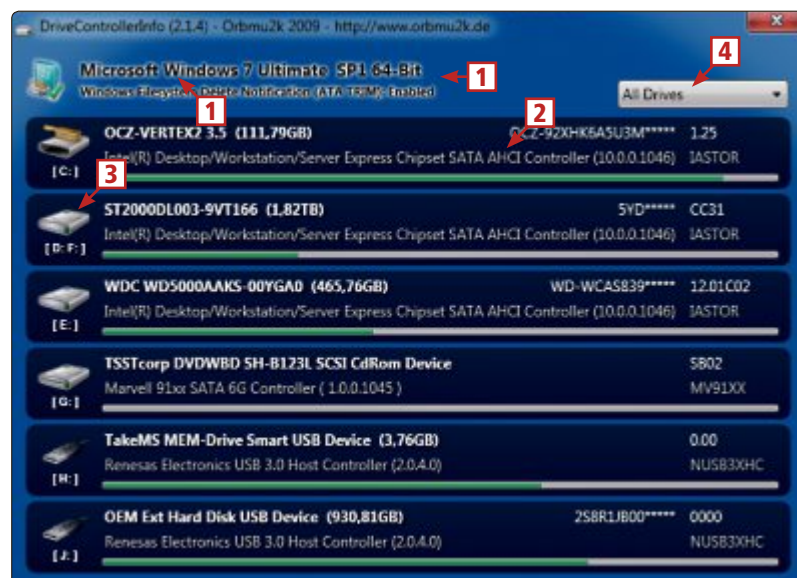 DriveControllerInfo (2.1.4) - Orbmu2k 2009 - http://www.orbmu2k.de
x
4
Microsoft Windows 7 Ultimate SP1 64-Bit
1
Windows Filesystem Delete Notification (ATA TRIM): Enabled
1
All Drives
2
OCZ-VERTEX2 3.5 (111,79GB) OCZ-92XHK6A5U3M***** 1.25
Intel(R) Desktop/Workstation/Server Express Chipset SATA AHCI Controller (10.0.0.1046) IASTOR
[C:]
3
ST2000DL003-9VT166 (1,82TB) 5YD***** CC31
Intel(R) Desktop/Workstation/Server Express Chipset SATA AHCI Controller (10.0.0.1046) IASTOR
[D:F:]
WDC WD5000AAKS-00YGA0 (465,76GB) WD-WCAS839***** 12.01C02
Intel(R) Desktop/Workstation/Server Express Chipset SATA AHCI Controller (10.0.0.1046) IASTOR
[E:]
TSSTcorp DVDWBD SH-B123L SCSI CdRom Device SB02
Marvell 91xx SATA 6G Controller ( 1.0.0.1045 ) MV91XX
[G:]
TakeMS MEM-Drive Smart USB Device (3,76GB) 0.00
Renesas Electronics USB 3.0 Host Controller (2.0.4.0) NUSB3XHC
[H:]
OEM Ext Hard Disk USB Device (930,81GB) 2S8R1JB00***** 0000
Renesas Electronics USB 3.0 Host Controller (2.0.4.0) NUSB3XHC
[J:]